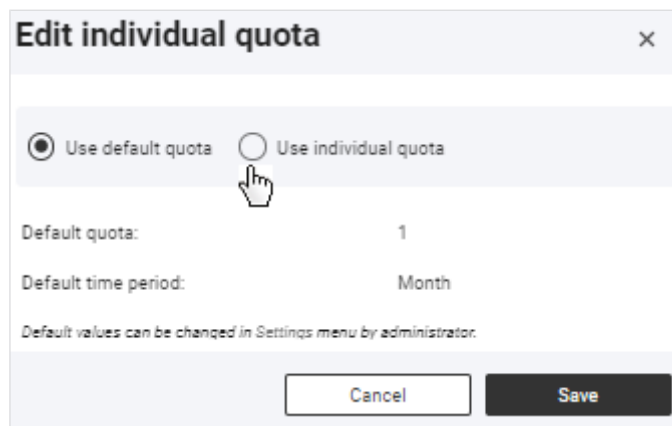 Edit individual quota
Use default quota Use individual quota
Default quota: 1
Default time period: Month
Default values can be changed in Settings menu by administrator.
Cancel Save